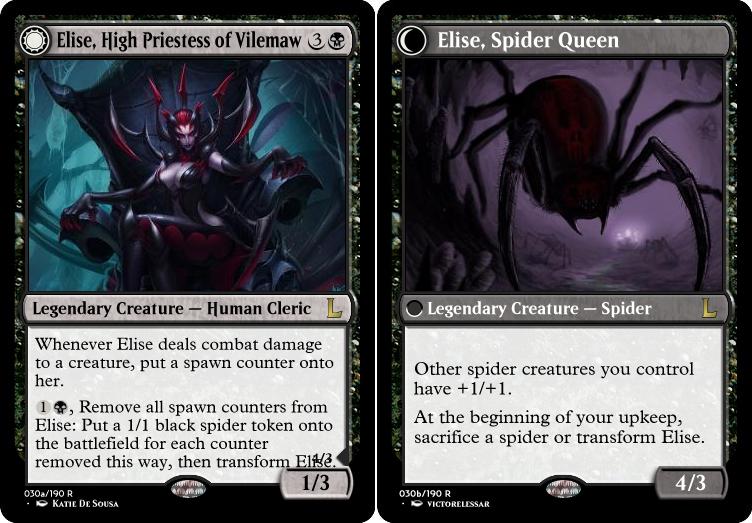 Elise, High Priestess of Vilemaw 3
Whenever Elise deals combat damage
to a creature, put a spawn counter onto
her.
1 , Remove all spawn counters from
Elise: Put a 1/1 black spider token onto
the battlefield for each counter
removed this way, then transform Elise.
Legendary Creature — Human Cleric L
4/3
1/3
030a/190 R
KATIE DE SOUSA
Elise, Spider Queen
Legendary Creature — Spider L
Other spider creatures you control
have +1/+1.
At the beginning of your upkeep,
sacrifice a spider or transform Elise.
4/3
030b/190 R
VICTORELESSAR